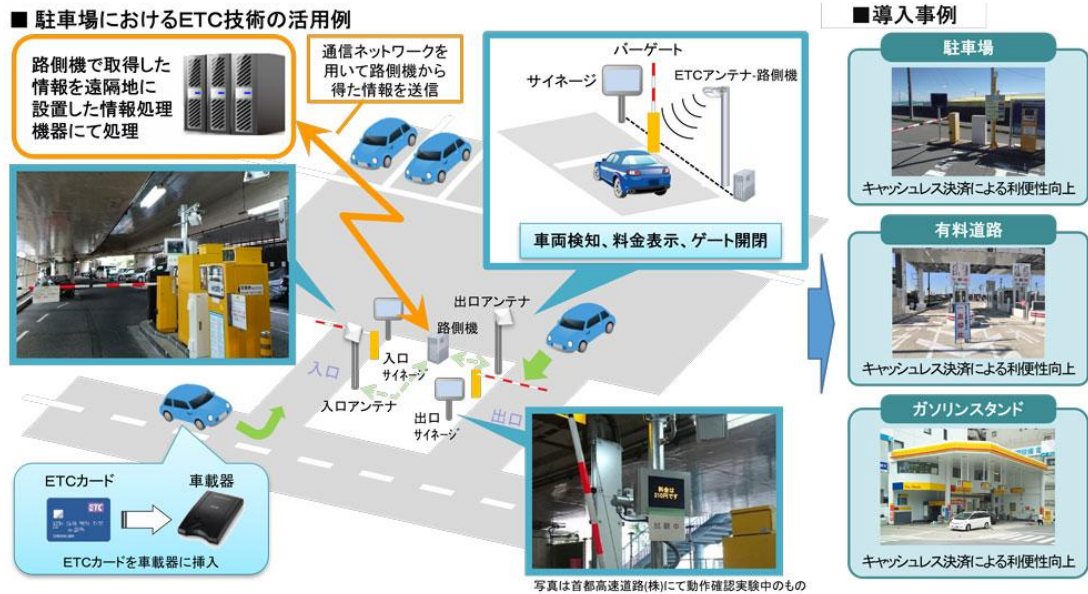 ■ 駐車場におけるETC技術の活用例
路側機で取得した
情報を遠隔地に
設置した情報処理
機器にて処理
通信ネットワークを
用いて路側機から
得た情報を送信
バーゲート
サイネージ
ETCアンテナ-路側機
車両検知、料金表示、ゲート開閉
出口アンテナ
路側機
入口
入口
サイネージ
入口アンテナ
出口
サイネージ
出口
ETCカード
車載器
ETC
ETCカードを車載器に挿入
料金は
210円です
試験中
写真は首都高速道路(株)にて動作確認実験中のもの
■導入事例
駐車場
キャッシュレス決済による利便性向上
有料道路
キャッシュレス決済による利便性向上
ガソリンスタンド
キャッシュレス決済による利便性向上